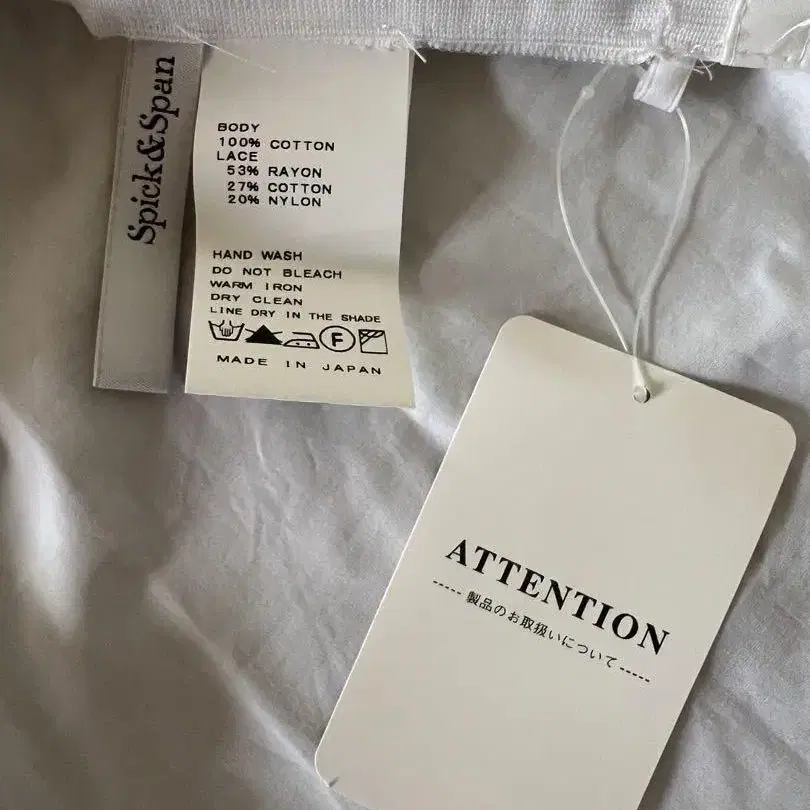 Spick&Span
BODY
100% COTTON
LACE
53% RAYON
27% COTTON
20% NYLON
HAND WASH
DO NOT BLEACH
WARM IRON
DRY CLEAN
LINE DRY IN THE SHADE
F
MADE IN JAPAN
ATTENTION
----- 製品のお取扱いについて -----